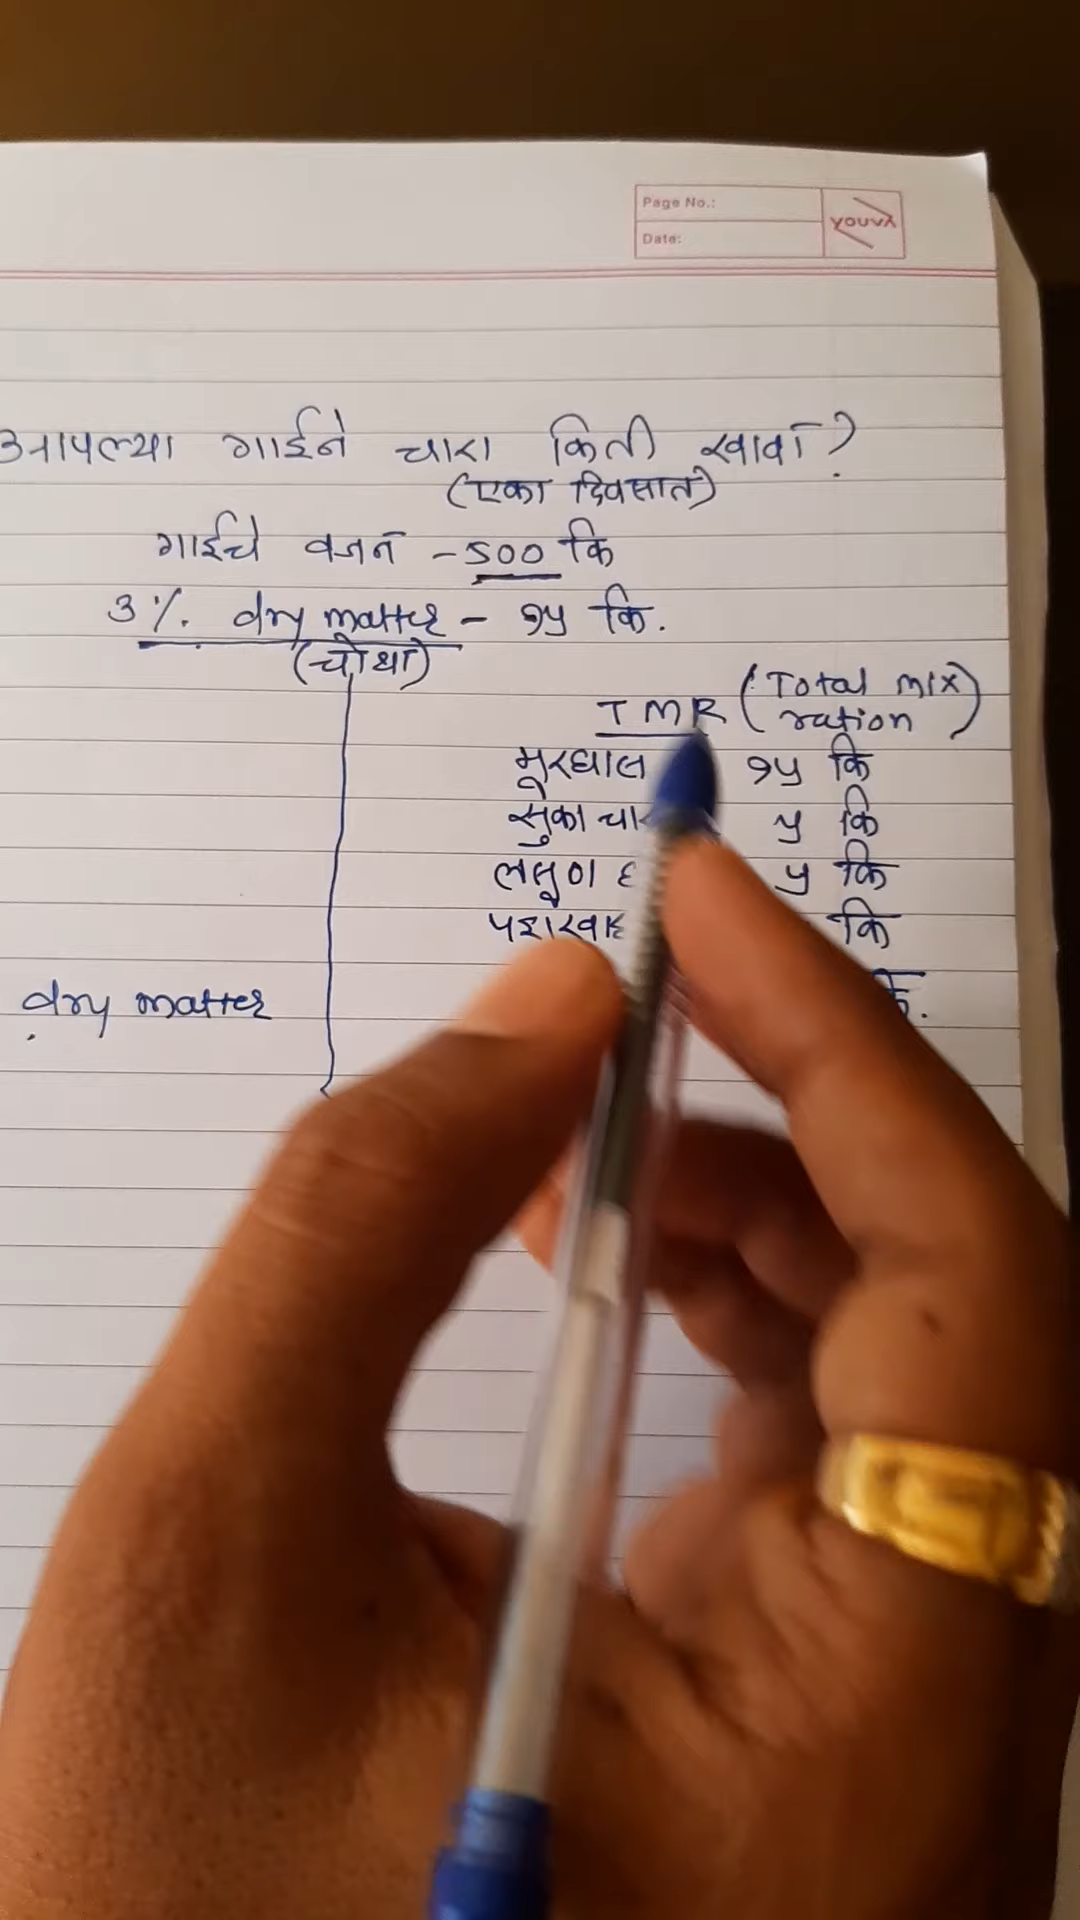 Page No.:
Date:
YOUVA
आपल्या गाईने चारा किती खावा?
(एका दिवसात)
गाईचे वजन - 500 कि
3% dry matter - १५ कि.
(चोथा)
TMR (Total mix ration)
मूरघास १५ कि
सुका ५ कि
लसूण ५ कि
कि
dry matter